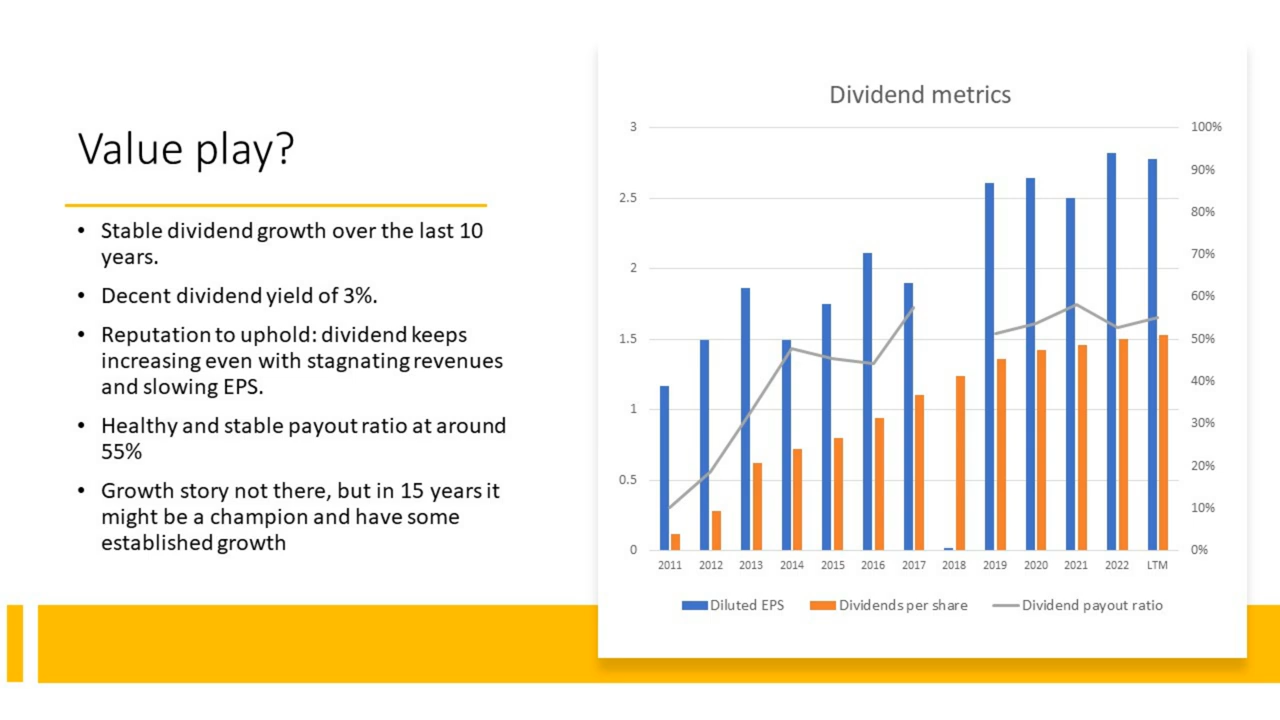 Value play?
• Stable dividend growth over the last 10
years.
• Decent dividend yield of 3%.
• Reputation to uphold: dividend keeps
increasing even with stagnating revenues
and slowing EPS.
• Healthy and stable payout ratio at around
55%
• Growth story not there, but in 15 years it
might be a champion and have some
established growth
Dividend metrics
3
2.5
2
1.5
1
0.5
0
100%
90%
80%
70%
60%
50%
40%
30%
20%
10%
0%
2011 2012 2013 2014 2015 2016 2017 2018 2019 2020 2021 2022 LTM
Diluted EPS Dividends per share Dividend payout ratio